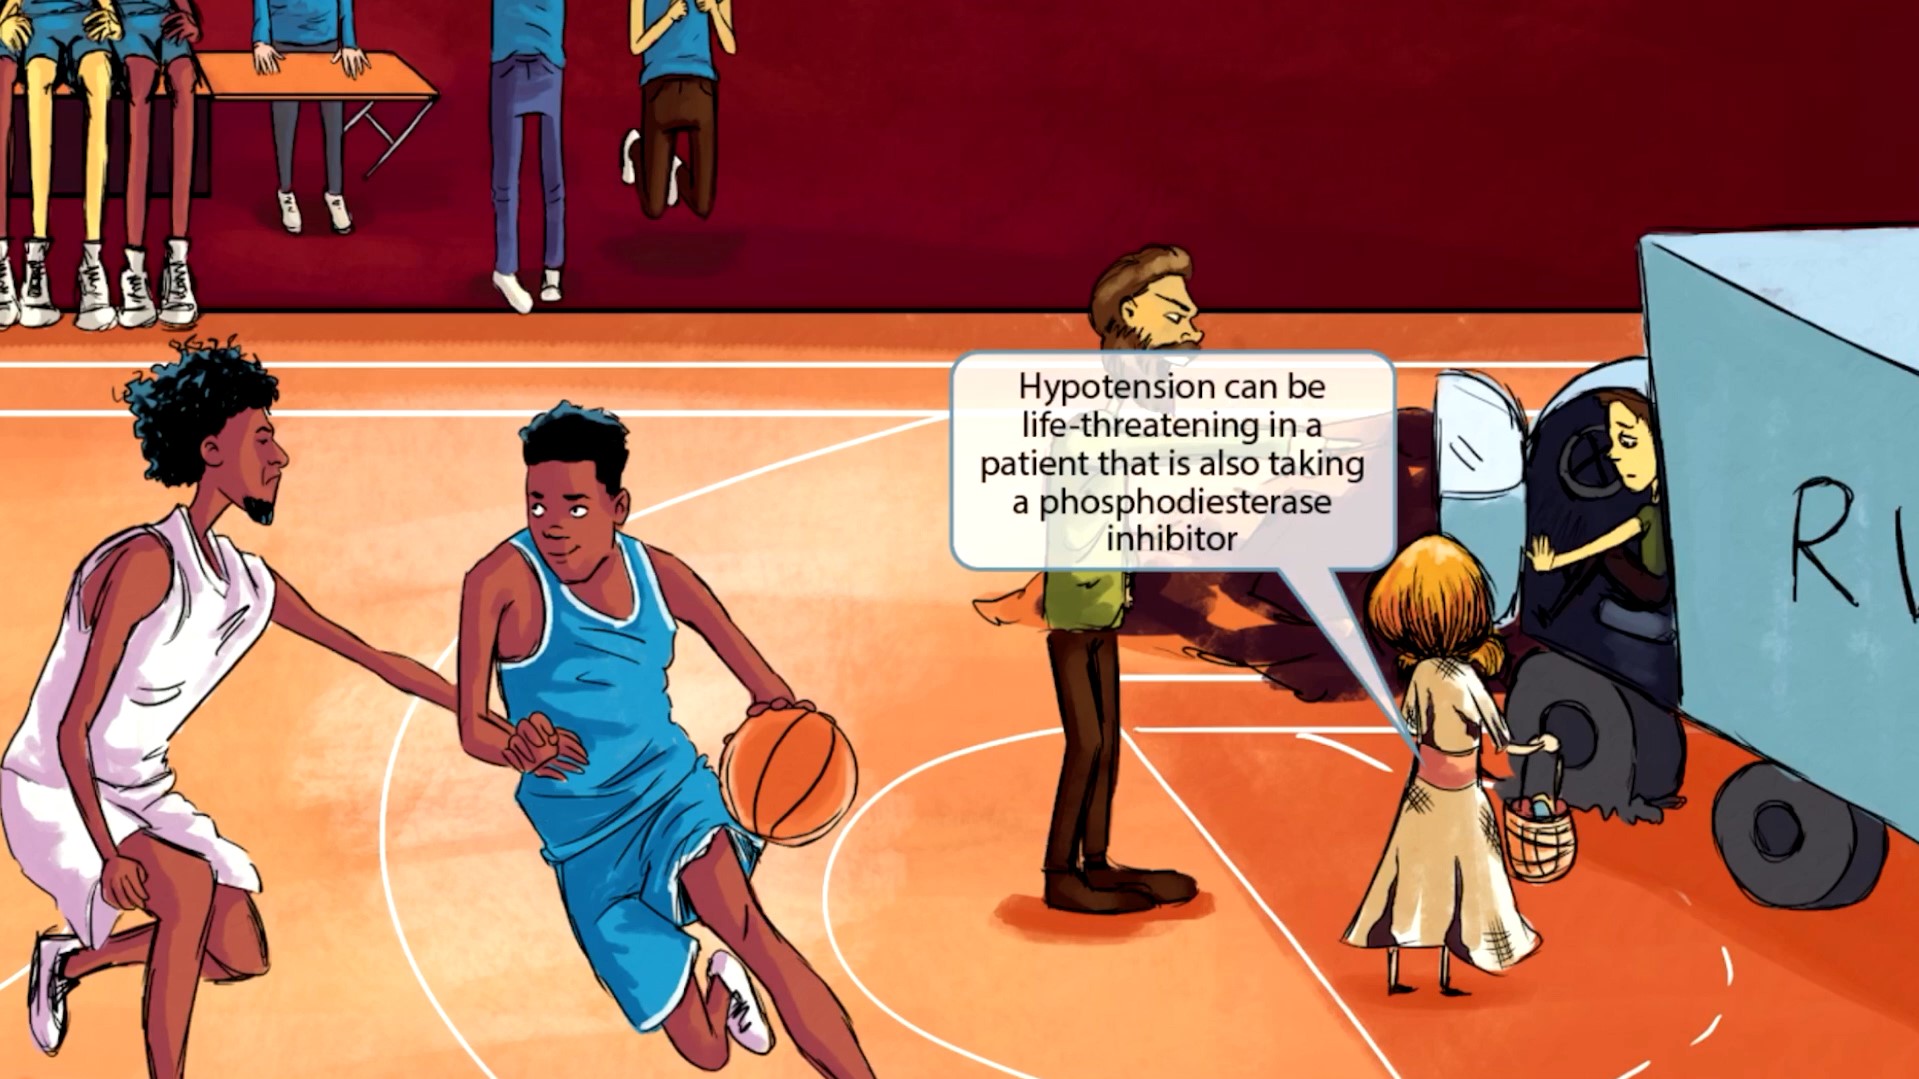 Hypotension can be
life-threatening in a
patient that is also taking
a phosphodiesterase
inhibitor